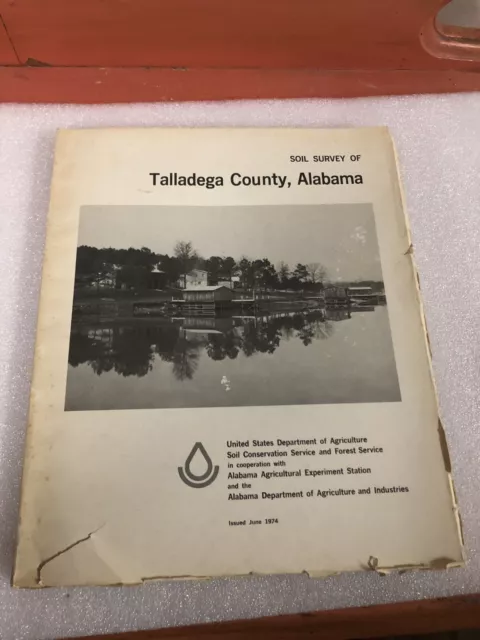 SOIL SURVEY OF
Talladega County, Alabama
United States Department of Agriculture
Soil Conservation Service and Forest Service
in cooperation with
Alabama Agricultural Experiment Station
and the
Alabama Department of Agriculture and Industries
Issued June 1974